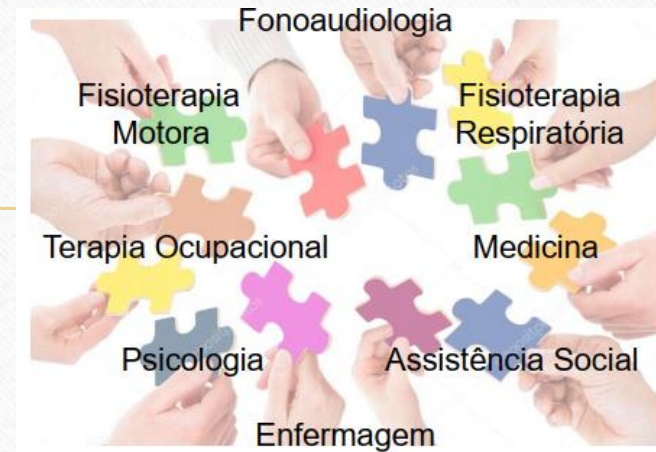 Fonoaudiologia
Fisioterapia
Motora
Fisioterapia
Respiratória
Terapia Ocupacional
Medicina
Psicologia
Assistência Social
Enfermagem